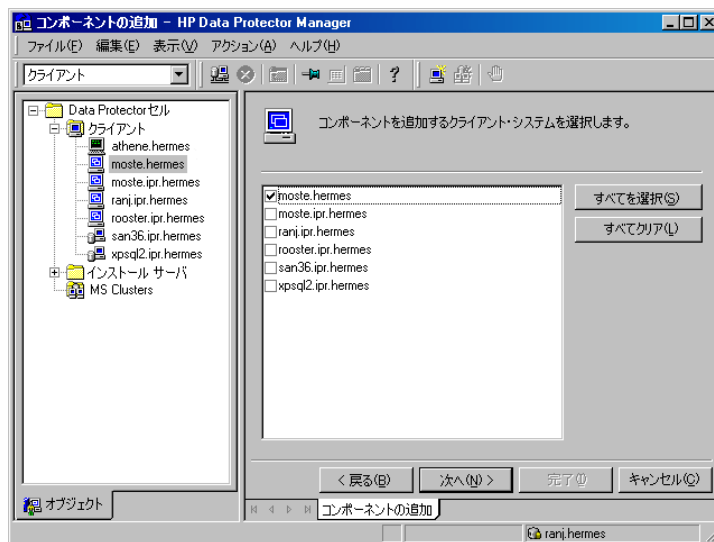 コンポーネントの追加 - HP Data Protector Manager
ファイル(F) 編集(E) 表示(V) アクション(A) ヘルプ(H)
クライアント
Data Protectorセル
クライアント
athene.hermes
moste.hermes
moste.ipr.hermes
ranj.ipr.hermes
rooster.ipr.hermes
san36.ipr.hermes
xpsql2.ipr.hermes
インストール サーバ
MS Clusters
オブジェクト
コンポーネントを追加するクライアント・システムを選択します。
moste.hermes
moste.ipr.hermes
ranj.ipr.hermes
rooster.ipr.hermes
san36.ipr.hermes
xpsql2.ipr.hermes
すべてを選択(S)
すべてクリア(L)
< 戻る(B) 次へ(N) > 完了(I) キャンセル(C)
コンポーネントの追加
ranj.hermes